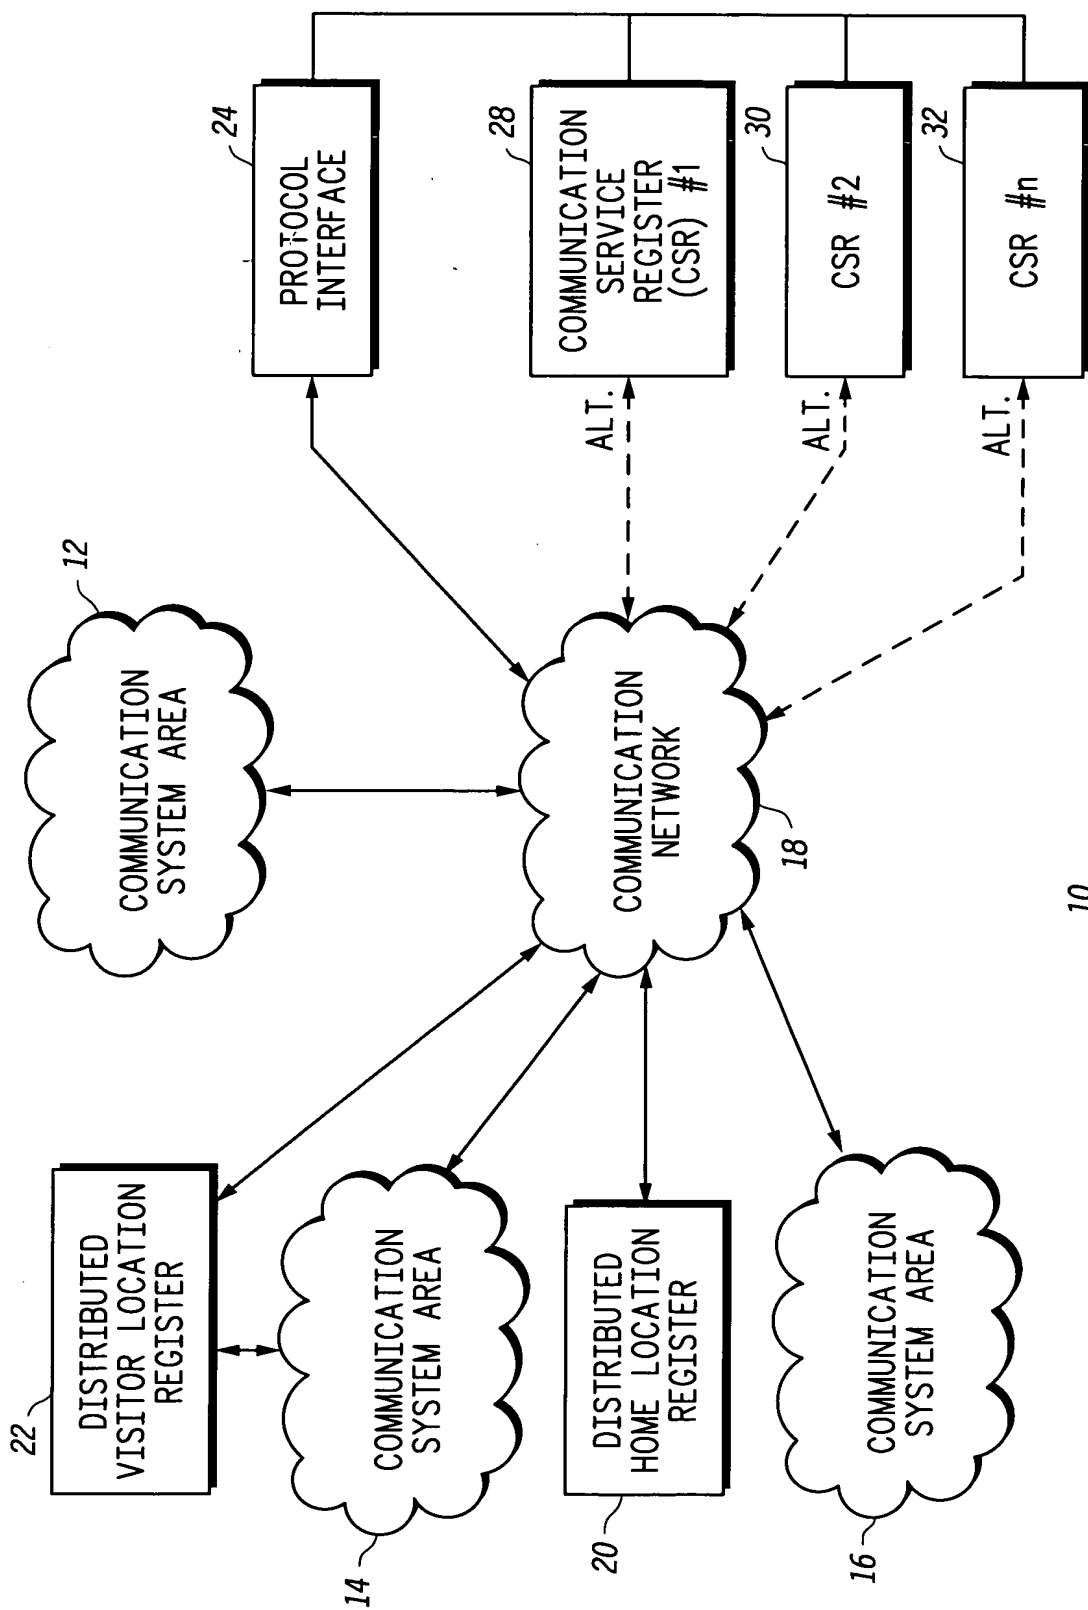 22
DISTRIBUTED
VISITOR LOCATION
REGISTER
12
COMMUNICATION
SYSTEM AREA
24
PROTOCOL
INTERFACE
14
COMMUNICATION
SYSTEM AREA
COMMUNICATION
NETWORK
18
ALT.
28
COMMUNICATION
SERVICE
REGISTER
(CSR) #1
20
DISTRIBUTED
HOME LOCATION
REGISTER
ALT.
30
CSR #2
16
COMMUNICATION
SYSTEM AREA
ALT.
32
CSR #n
10